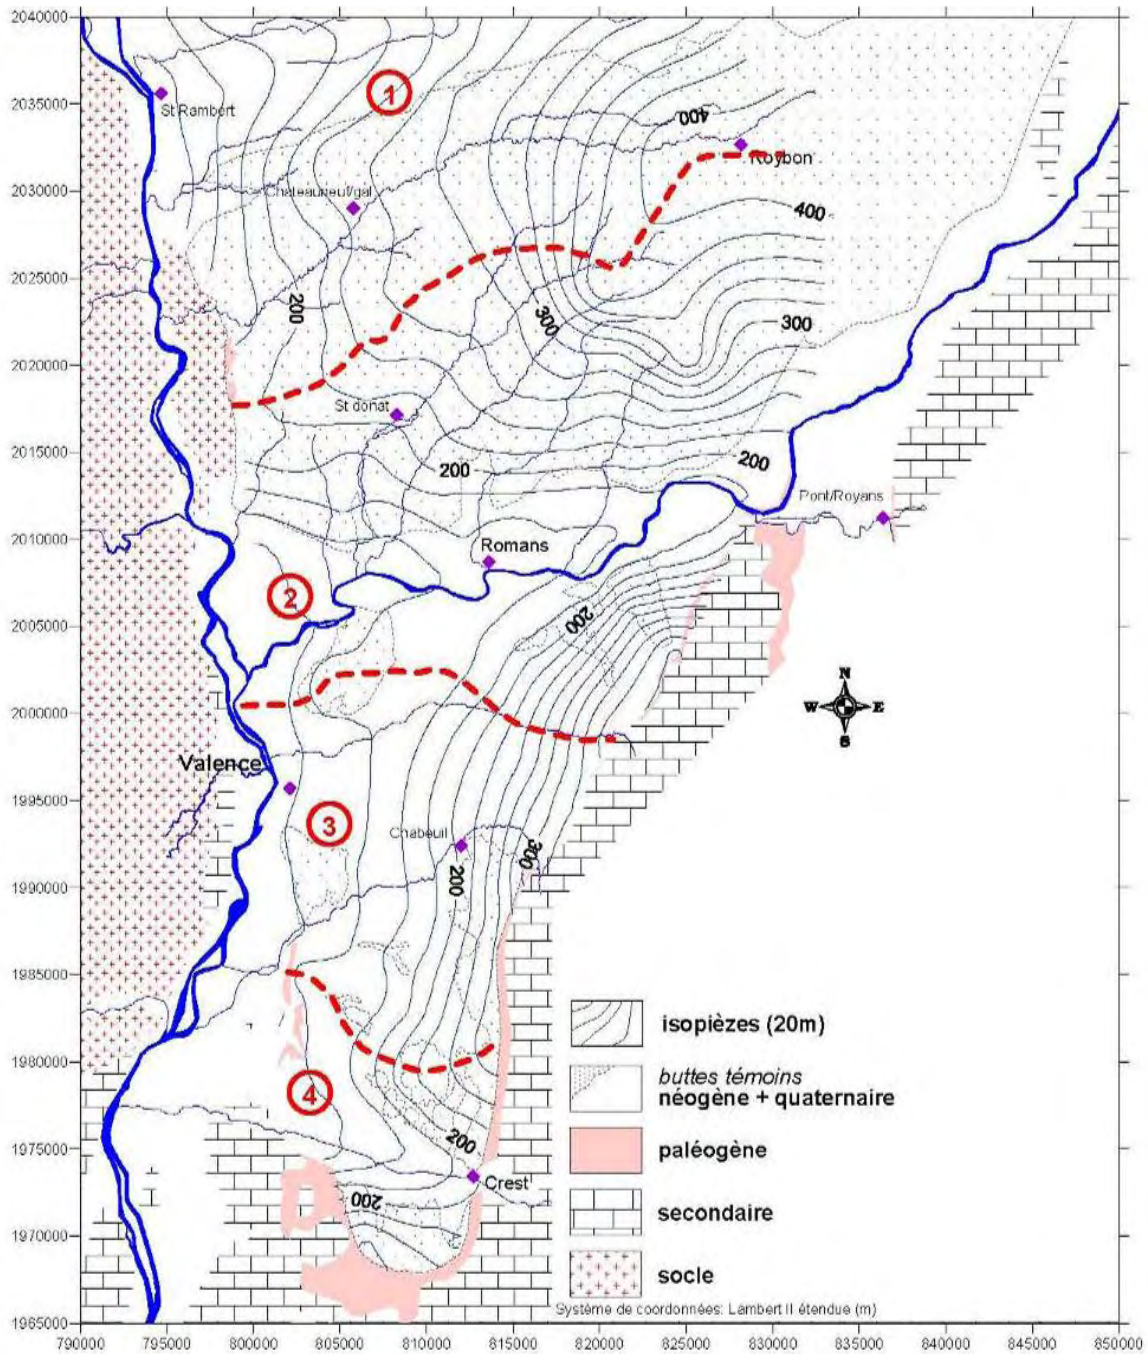 2040000
2035000
2030000
2025000
2020000
2015000
2010000
2005000
2000000
1995000
1990000
1985000
1980000
1975000
1970000
1965000
790000
795000
800000
805000
810000
815000
820000
825000
830000
835000
840000
845000
850000
1
St Rambert
400
Roybon
Chateauneuf/gal
400
200
300
300
St donat
200
200
Pont/Royans
Romans
2
200
N
W
E
S
Valence
3
Chabeuil
300
200
4
200
Crest
200
isopièzes (20m)
buttes témoins
néogène + quaternaire
paléogène
secondaire
socle
Système de coordonnées: Lambert II étendue (m)